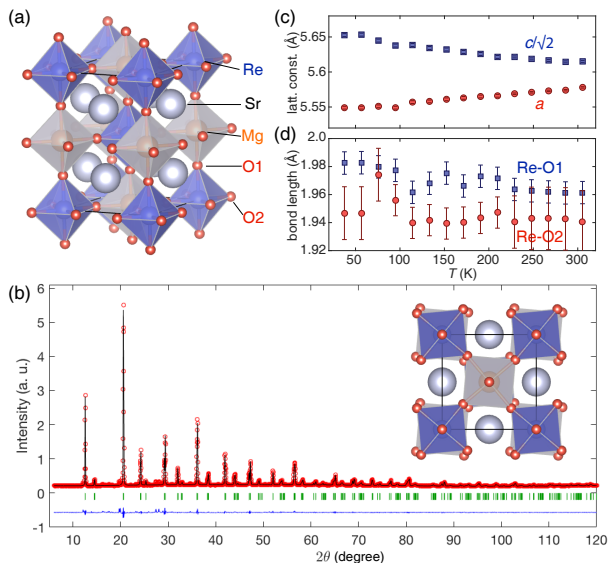 (a)
Re
Sr
Mg
O1
O2
(c)
latt. const. (Å)
5.65
5.6
5.55
c/√2
a
(d)
bond length (Å)
2.0
1.98
1.96
1.94
1.92
Re-O1
Re-O2
50 100 150 200 250 300
T (K)
(b)
Intensity (a. u.)
6
5
4
3
2
1
0
-1
10 20 30 40 50 60 70 80 90 100 110 120
2θ (degree)